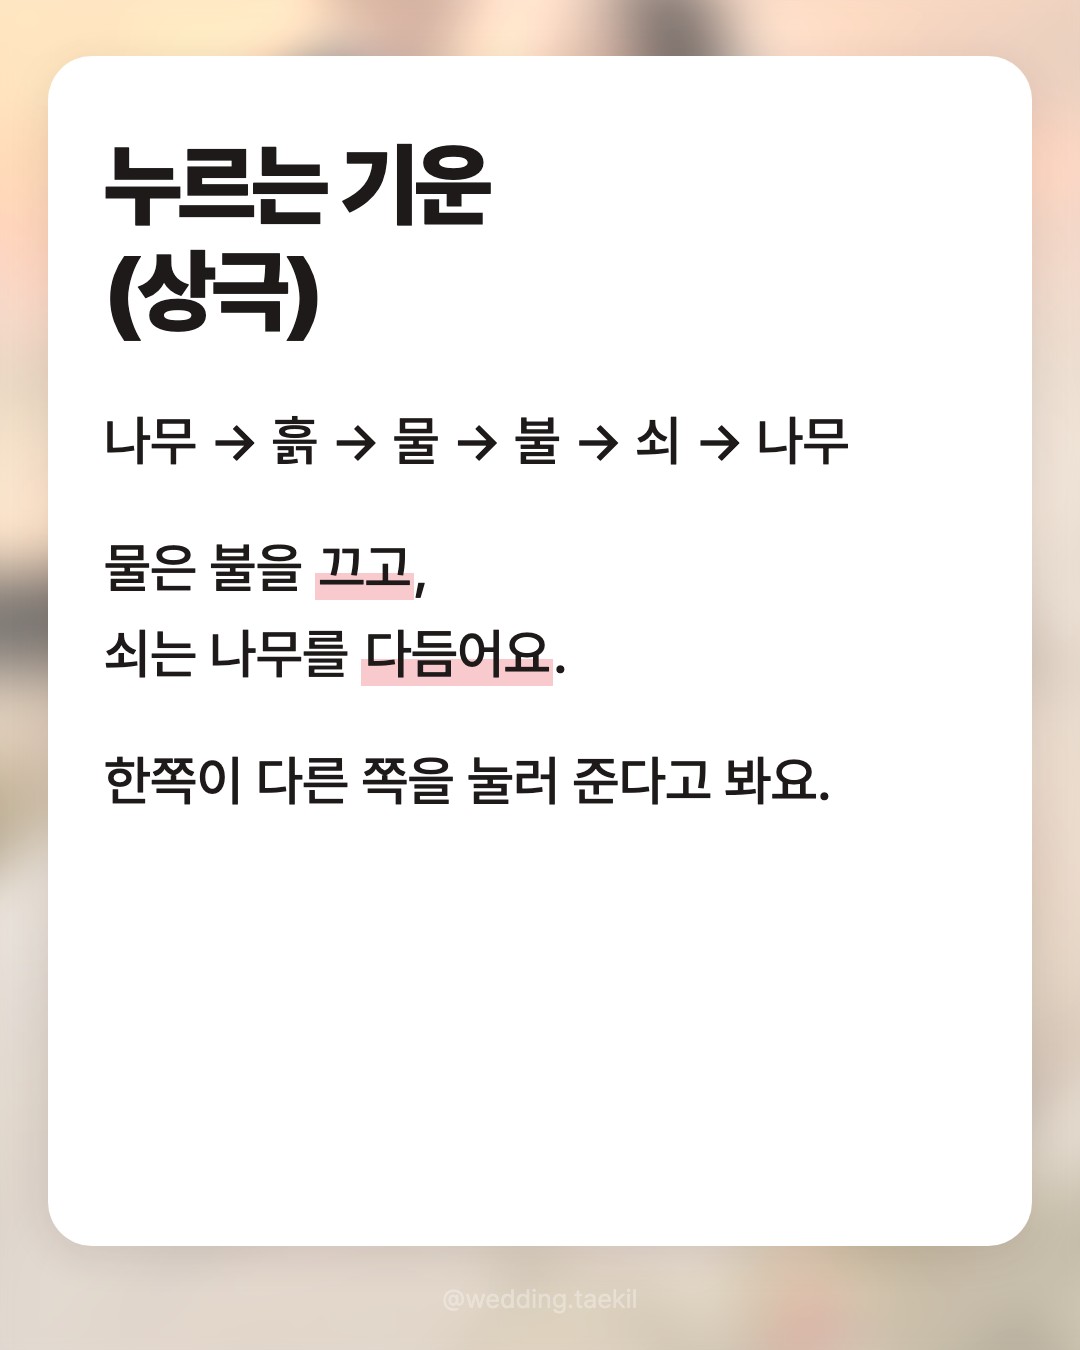 누르는 기운
(상극)
나무 → 흙 → 물 → 불 → 쇠 → 나무
물은 불을 끄고,
쇠는 나무를 다듬어요.
한쪽이 다른 쪽을 눌러 준다고 봐요.
@wedding.taekil